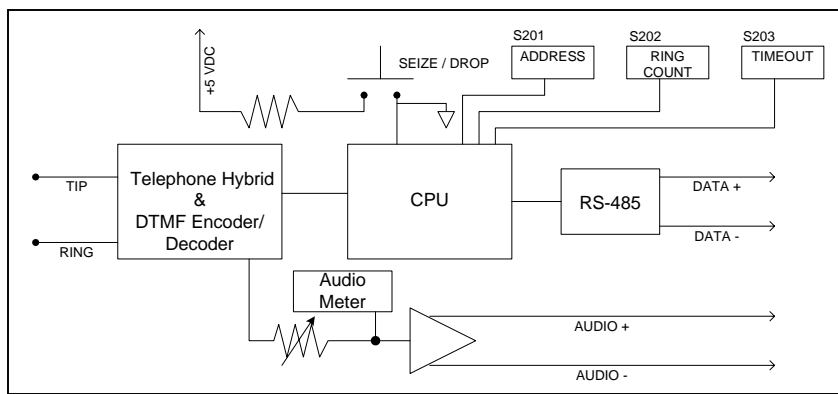 S201
S202
S203
+5 VDC
SEIZE / DROP
ADDRESS
RING
COUNT
TIMEOUT
TIP
RING
Telephone Hybrid
&
DTMF Encoder/
Decoder
CPU
RS-485
DATA +
DATA -
Audio
Meter
AUDIO +
AUDIO -